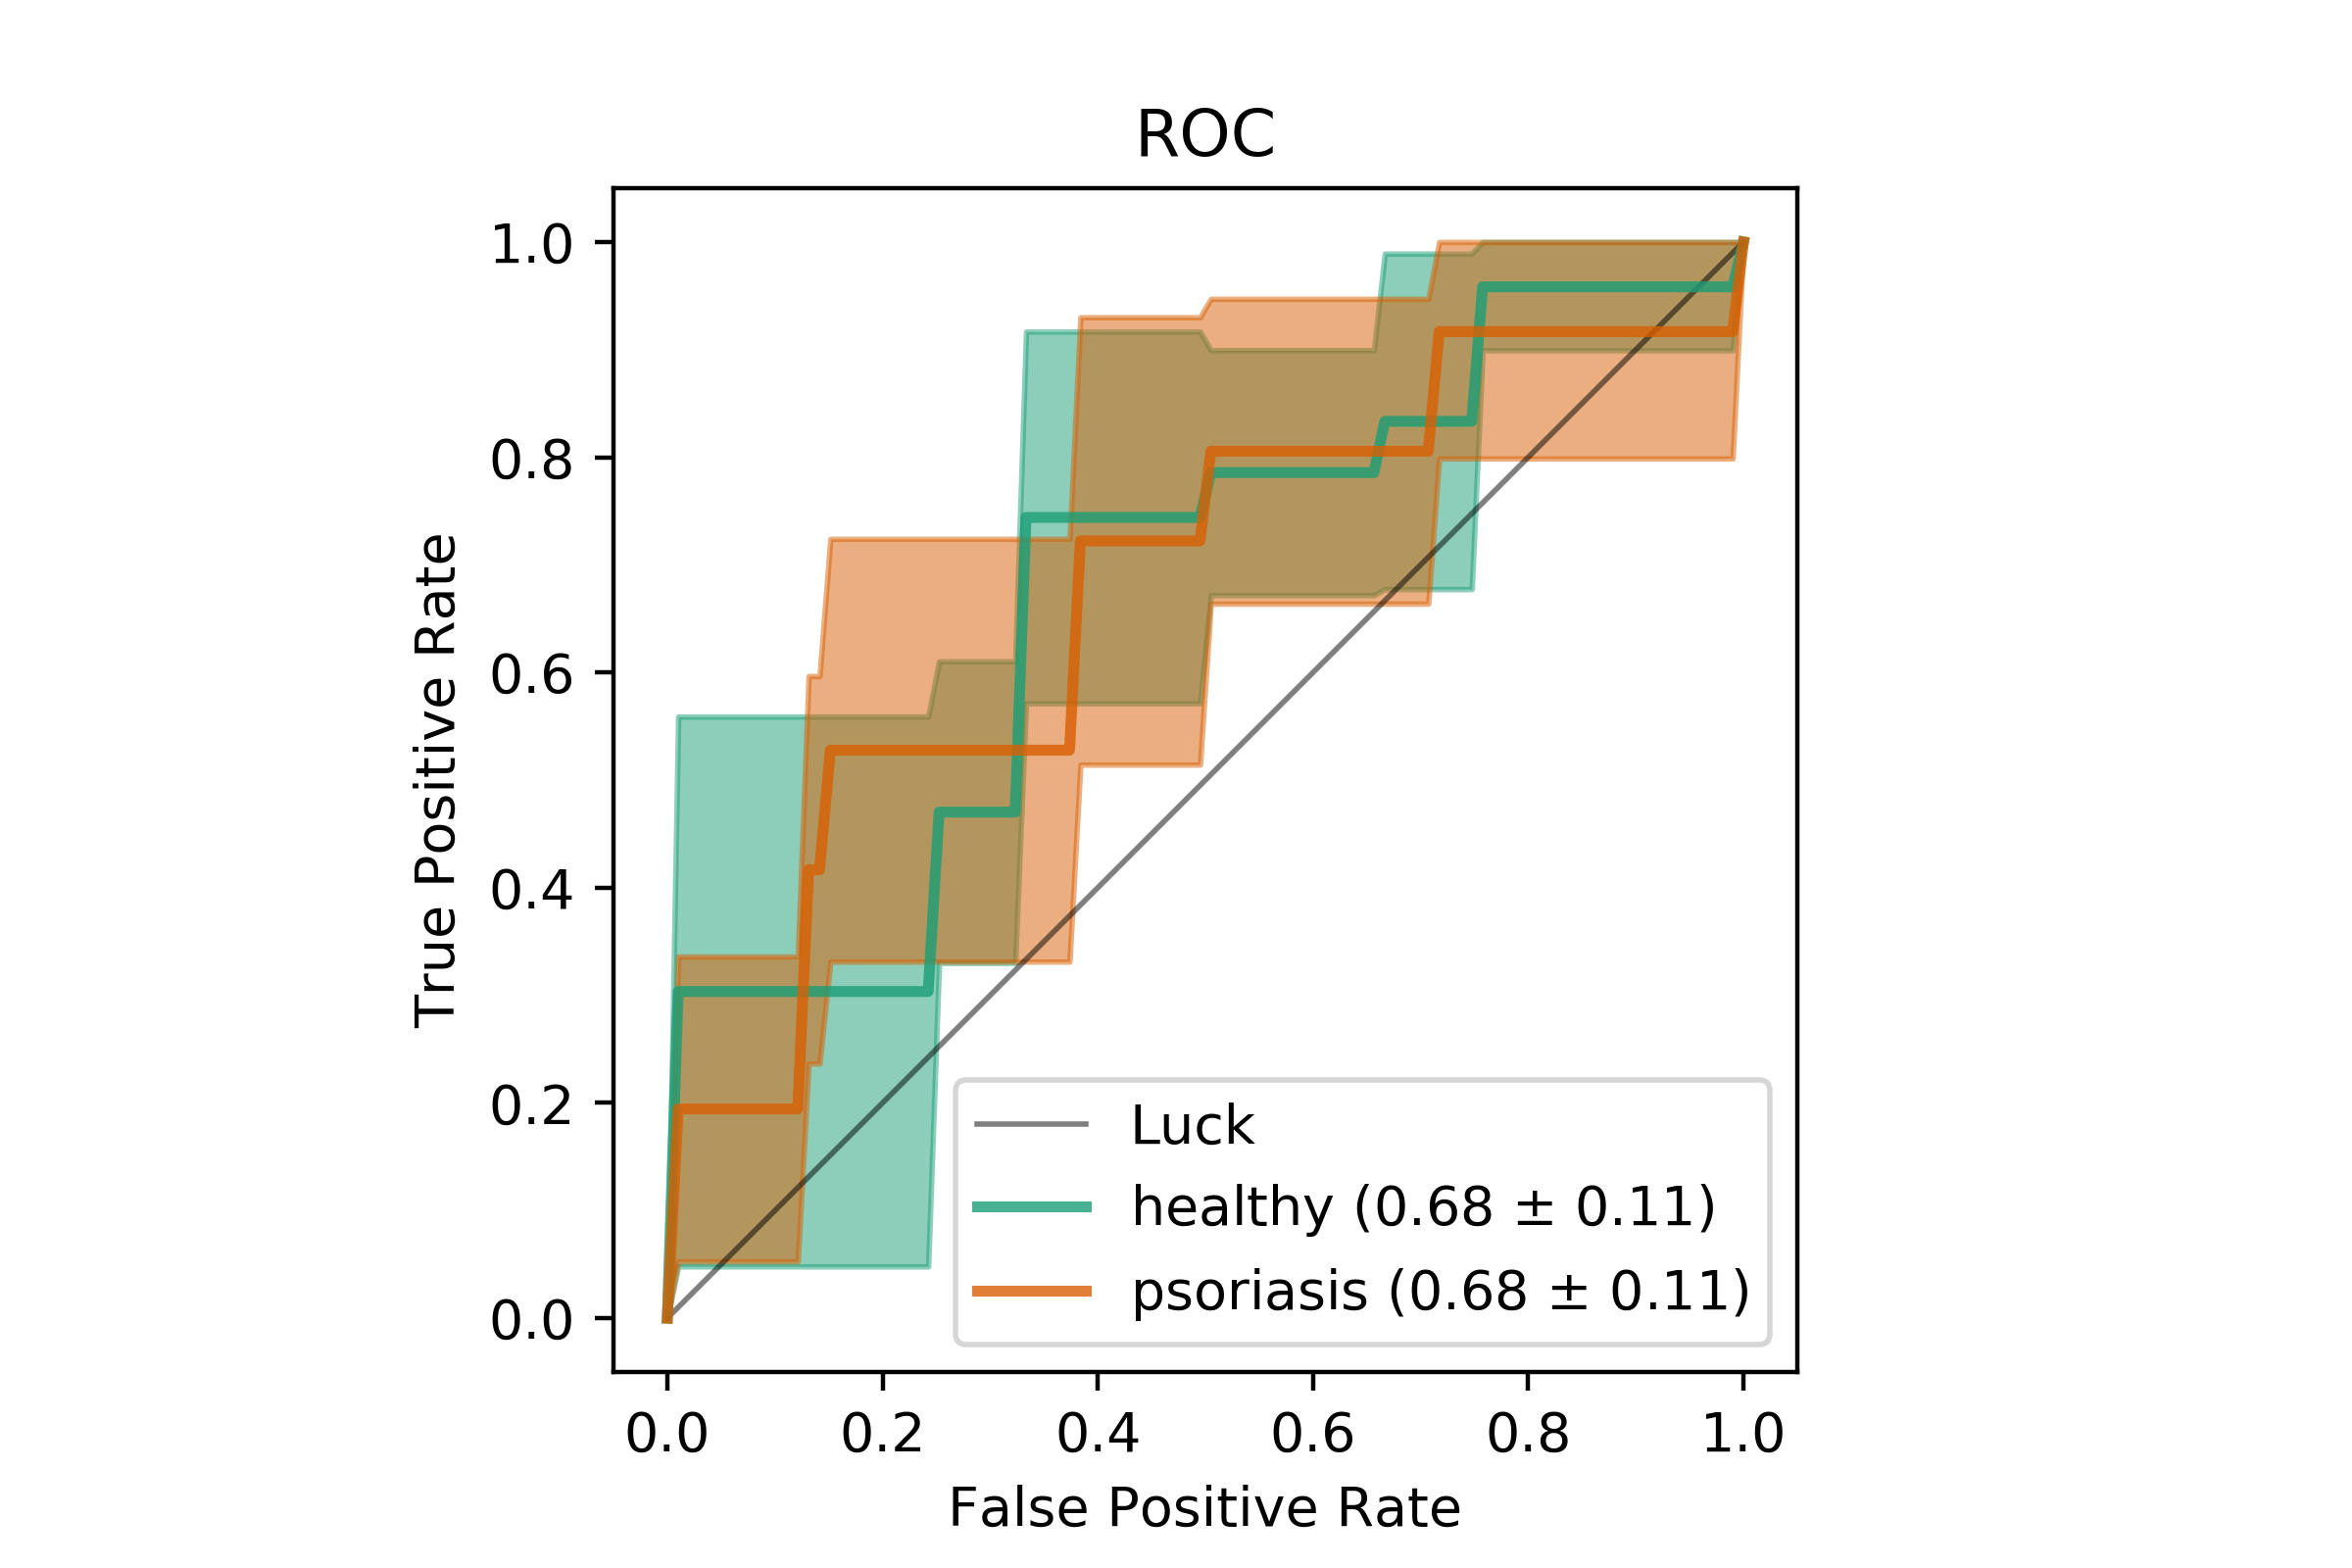 ROC
True Positive Rate
1.0
0.8
0.6
0.4
0.2
0.0
Luck
healthy (0.68 ± 0.11)
psoriasis (0.68 ± 0.11)
0.0 0.2 0.4 0.6 0.8 1.0
False Positive Rate